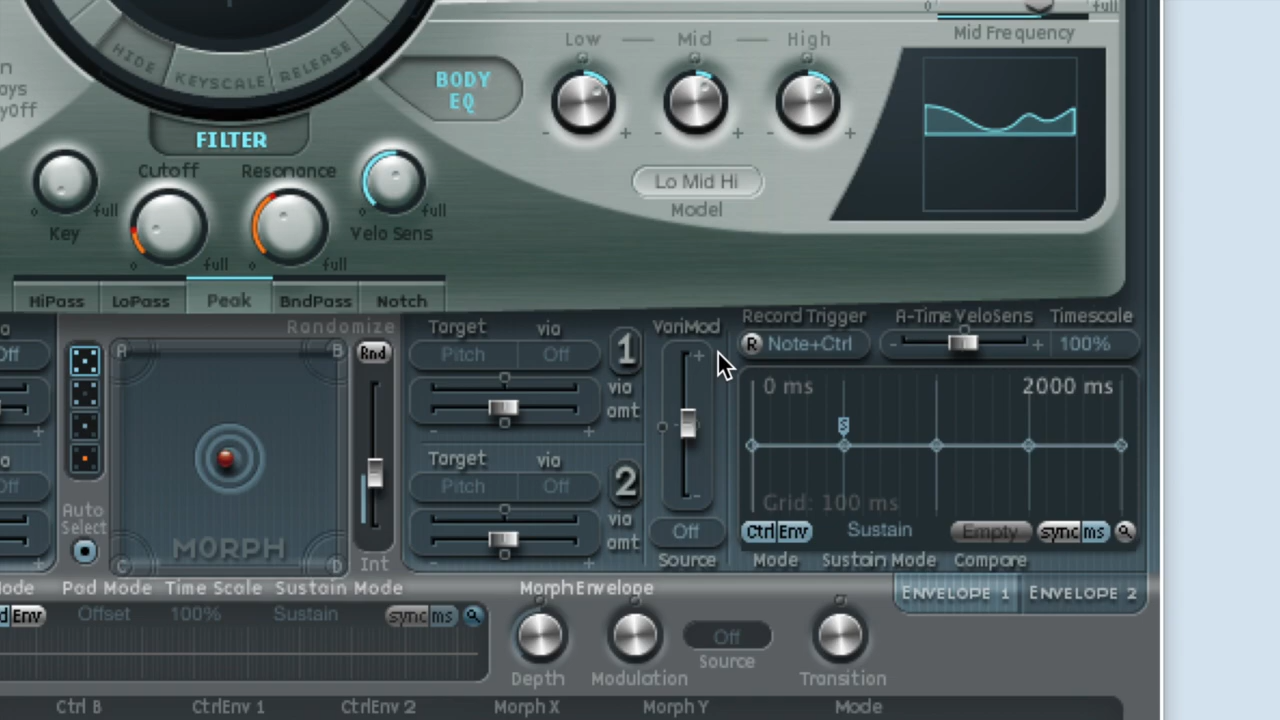 full
Mid Frequency
Low Mid High
HIDE KEYSCALE RELEASE
BODY
EQ
- + - + - +
FILTER
Lo Mid Hi
Model
Cutoff Resonance
full
full
Key Velo Sens
full full
HiPass LoPass Peak BndPass Notch
Randomize Target via 1 VariMod Record Trigger A-Time VeloSens Timescale
Off A B Rnd Pitch Off R Note+Ctrl - + 100%
via
amt
0 ms 2000 ms
S
MORPH
C D
Target via 2
Off Pitch Off
via
amt
Grid: 100 ms
Auto
Select
Int
Off
Source
Ctrl Env Sustain Empty sync ms
Mode Sustain Mode Compare
Pad Mode Time Scale Sustain Mode Morph Envelope ENVELOPE 1 ENVELOPE 2
Env Offset 100% Sustain sync ms
Off
Source
Depth Modulation Transition
Ctrl B CtrlEnv 1 CtrlEnv 2 Morph X Morph Y Mode